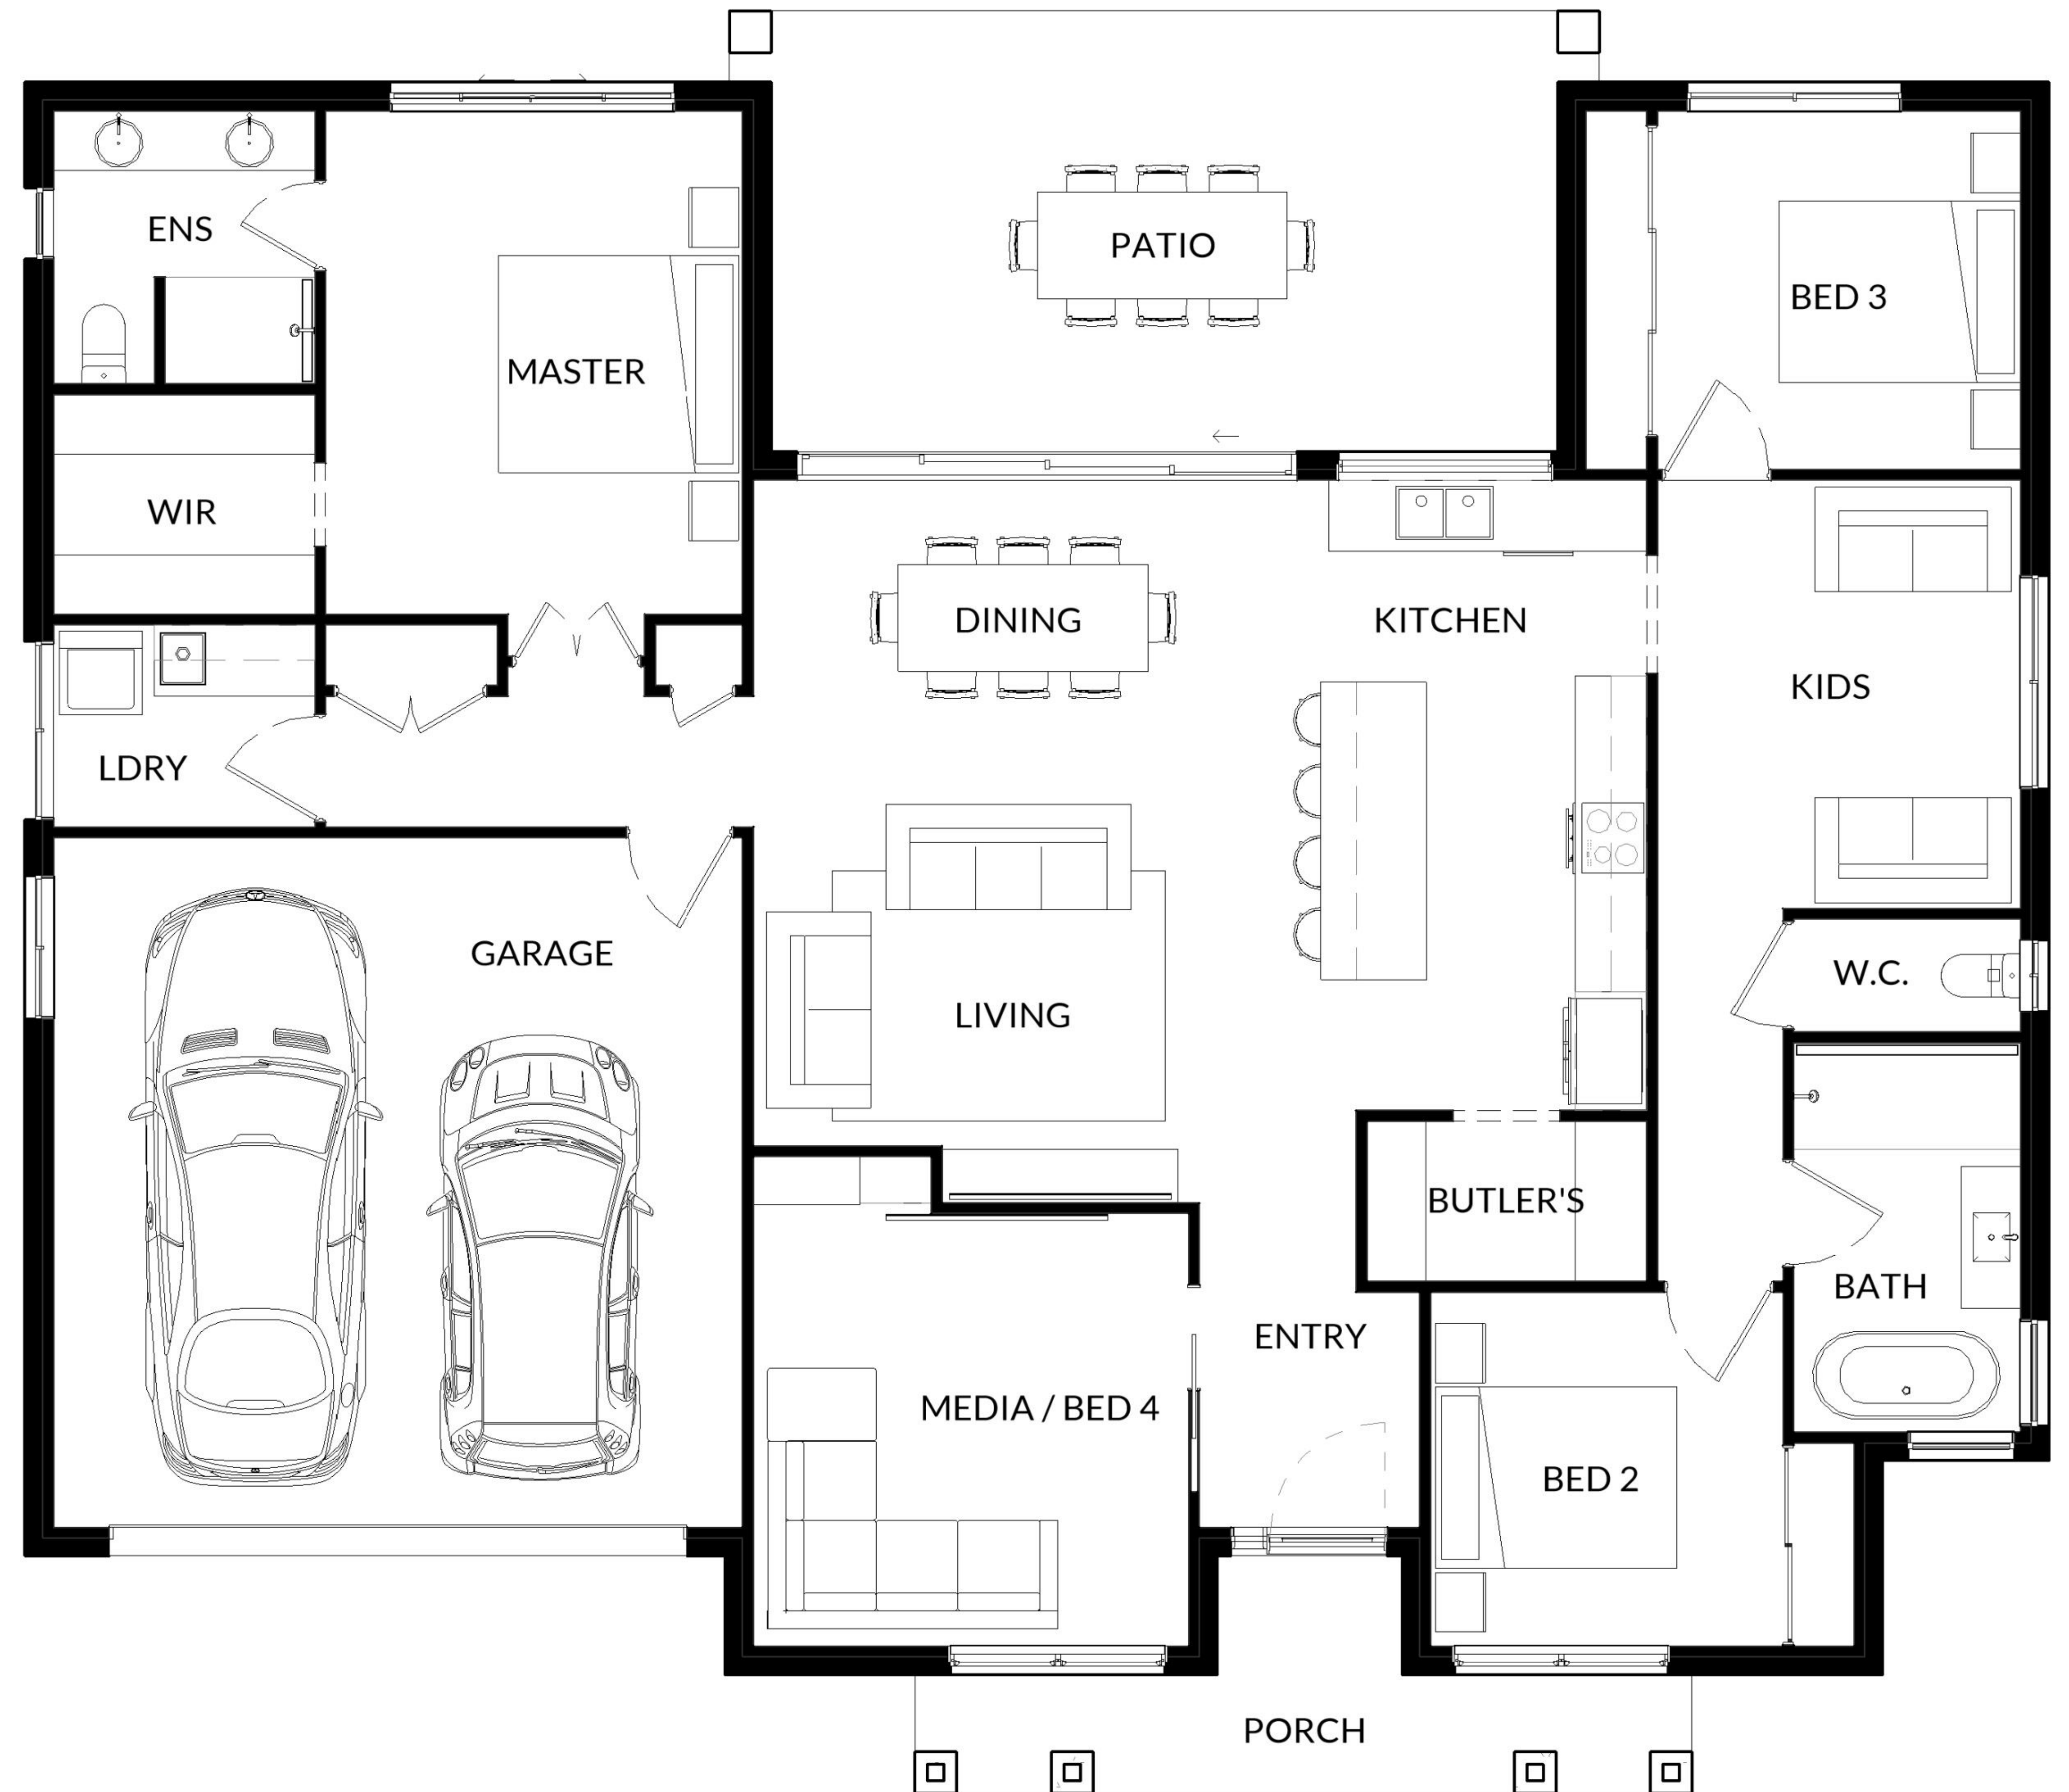 ENS
PATIO
BED 3
MASTER
WIR
DINING
KITCHEN
KIDS
LDRY
GARAGE
LIVING
W.C.
BUTLER'S
BATH
ENTRY
MEDIA / BED 4
BED 2
PORCH